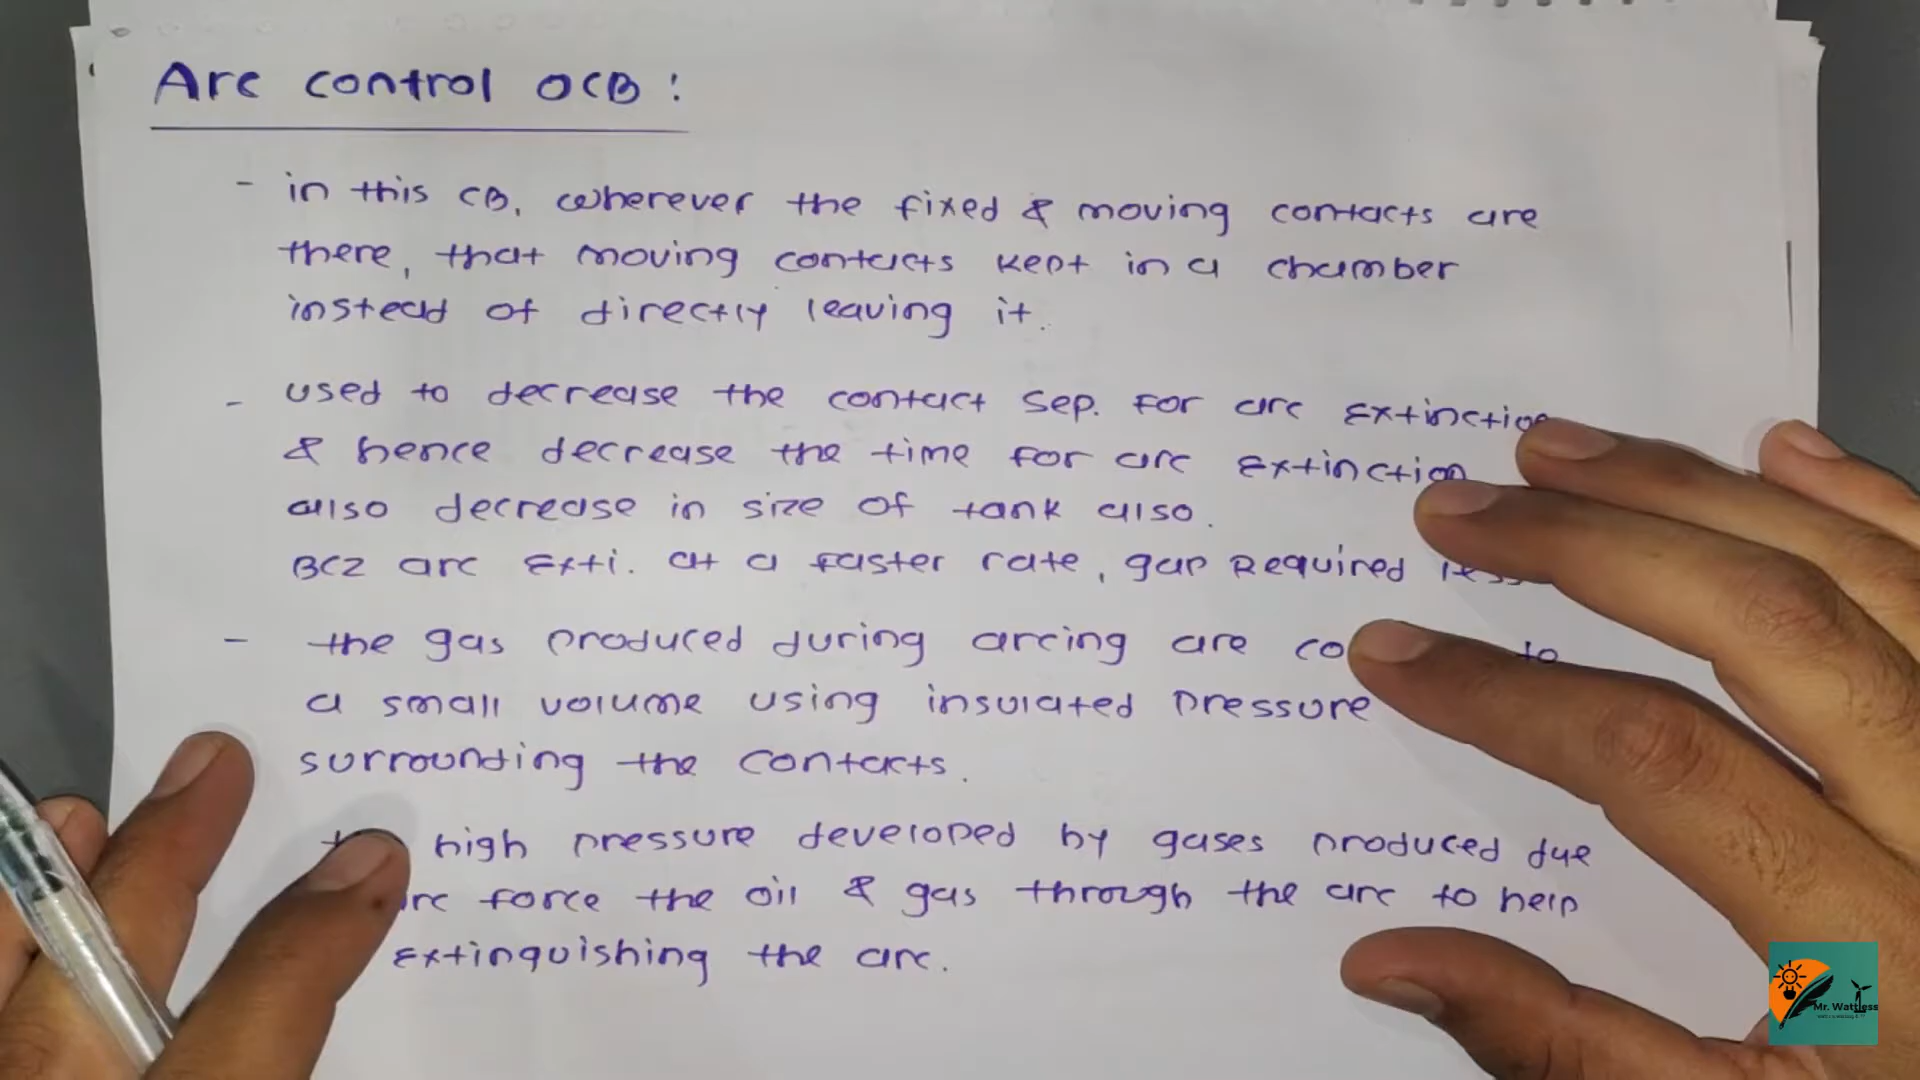 Arc control OCB :
- in this CB, wherever the fixed & moving contacts are
there, that moving contacts kept in a chamber
instead of directly leaving it.
- used to decrease the contact sep. for arc Extinction
& hence decrease the time for arc Extinction
also decrease in size of tank also.
BCZ arc Exti. at a faster rate, gap Required less
- the gas produced during arcing are to
a small volume using insulated pressure
surrounding the contacts.
high pressure developed by gases produced due
force the oil & gas through the arc to help
Extinquishing the arc.
Mr. Wattless